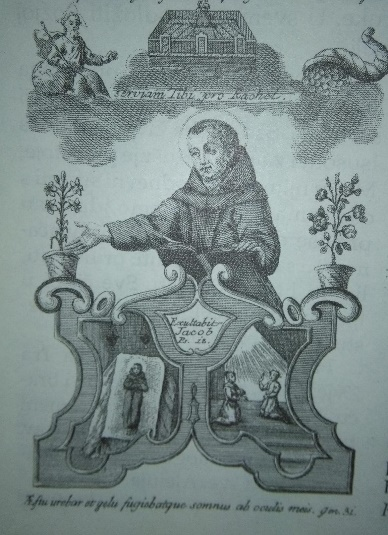 Serviam Tibi pro Rachel.
Exultabit
Jacob
Ps. 13.
Æstu urebar et gelu fugiebatque somnus ab oculis meis. gen. 31.